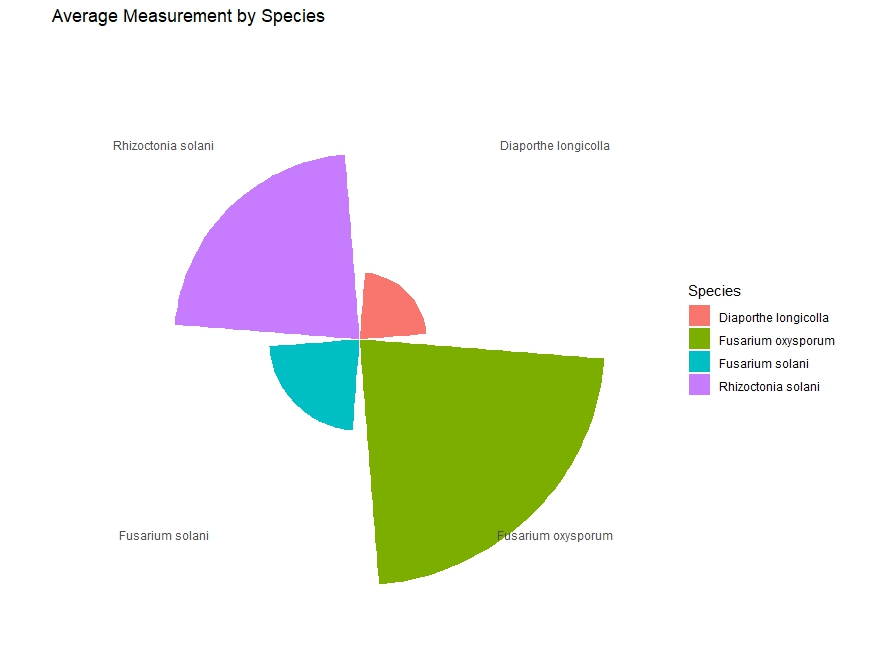 Average Measurement by Species
Rhizoctonia solani
Diaporthe longicolla
Fusarium solani
Fusarium oxysporum
Species
Diaporthe longicolla
Fusarium oxysporum
Fusarium solani
Rhizoctonia solani